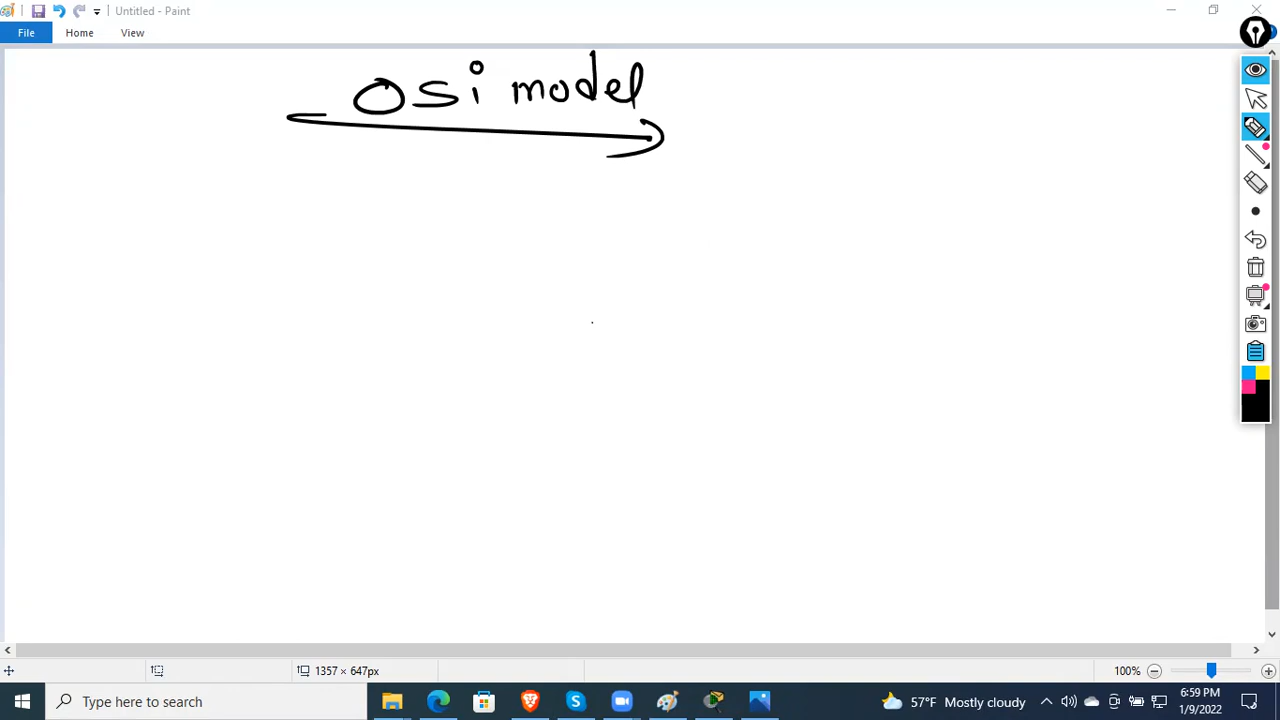 Untitled - Paint
File Home View
Osi model
1357 × 647px
100%
Type here to search
57°F Mostly cloudy
6:59 PM
1/9/2022